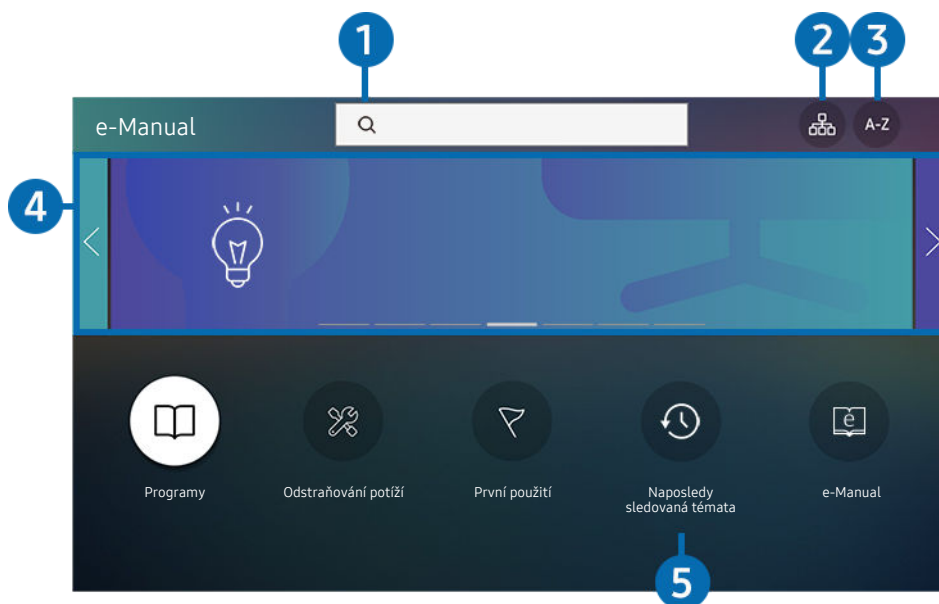 1
2
3
e-Manual
A-Z
4
Programy
Odstraňování potíží
První použití
Naposledy
sledovaná témata
e-Manual
5